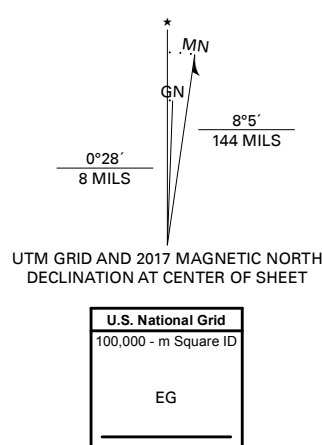 ★
MN
GN
8°5´
144 MILS
0°28´
8 MILS
UTM GRID AND 2017 MAGNETIC NORTH
DECLINATION AT CENTER OF SHEET
U.S. National Grid
100,000 - m Square ID
EG